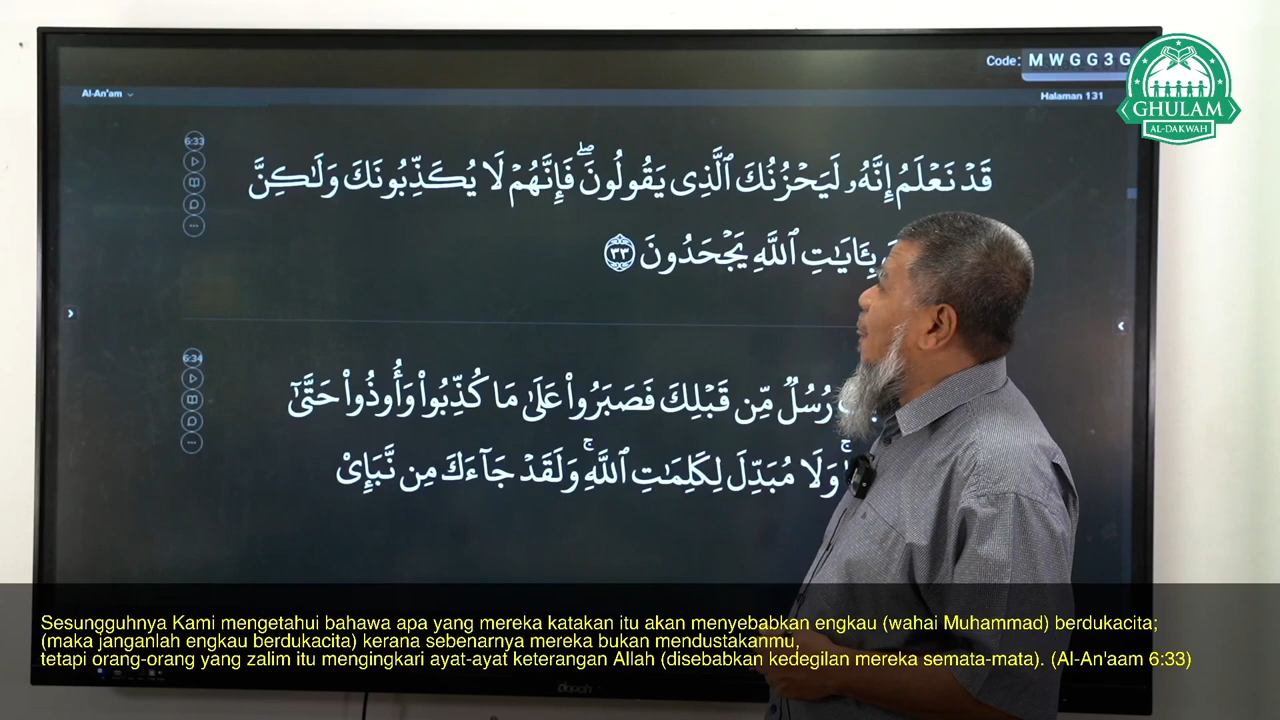 Code: MWGG3G
GHULAM
AL-DAKWAH
Al-An'am
Halaman 131
6:33
قَدْ نَعْلَمُ إِنَّهُۥ لَيَحْزُنُكَ ٱلَّذِى يَقُولُونَ ۖ فَإِنَّهُمْ لَا يُكَذِّبُونَكَ وَلَـٰكِنَّ
بِـَٔايَـٰتِ ٱللَّهِ يَجْحَدُونَ ٣٣
6:34
رُسُلٌ مِّن قَبْلِكَ فَصَبَرُوا۟ عَلَىٰ مَا كُذِّبُوا۟ وَأُوذُوا۟ حَتَّىٰٓ
وَلَا مُبَدِّلَ لِكَلِمَـٰتِ ٱللَّهِ ۚ وَلَقَدْ جَآءَكَ مِن نَّبَإِى۟
Sesungguhnya Kami mengetahui bahawa apa yang mereka katakan itu akan menyebabkan engkau (wahai Muhammad) berdukacita;
(maka janganlah engkau berdukacita) kerana sebenarnya mereka bukan mendustakanmu,
tetapi orang-orang yang zalim itu mengingkari ayat-ayat keterangan Allah (disebabkan kedegilan mereka semata-mata). (Al-An'aam 6:33)